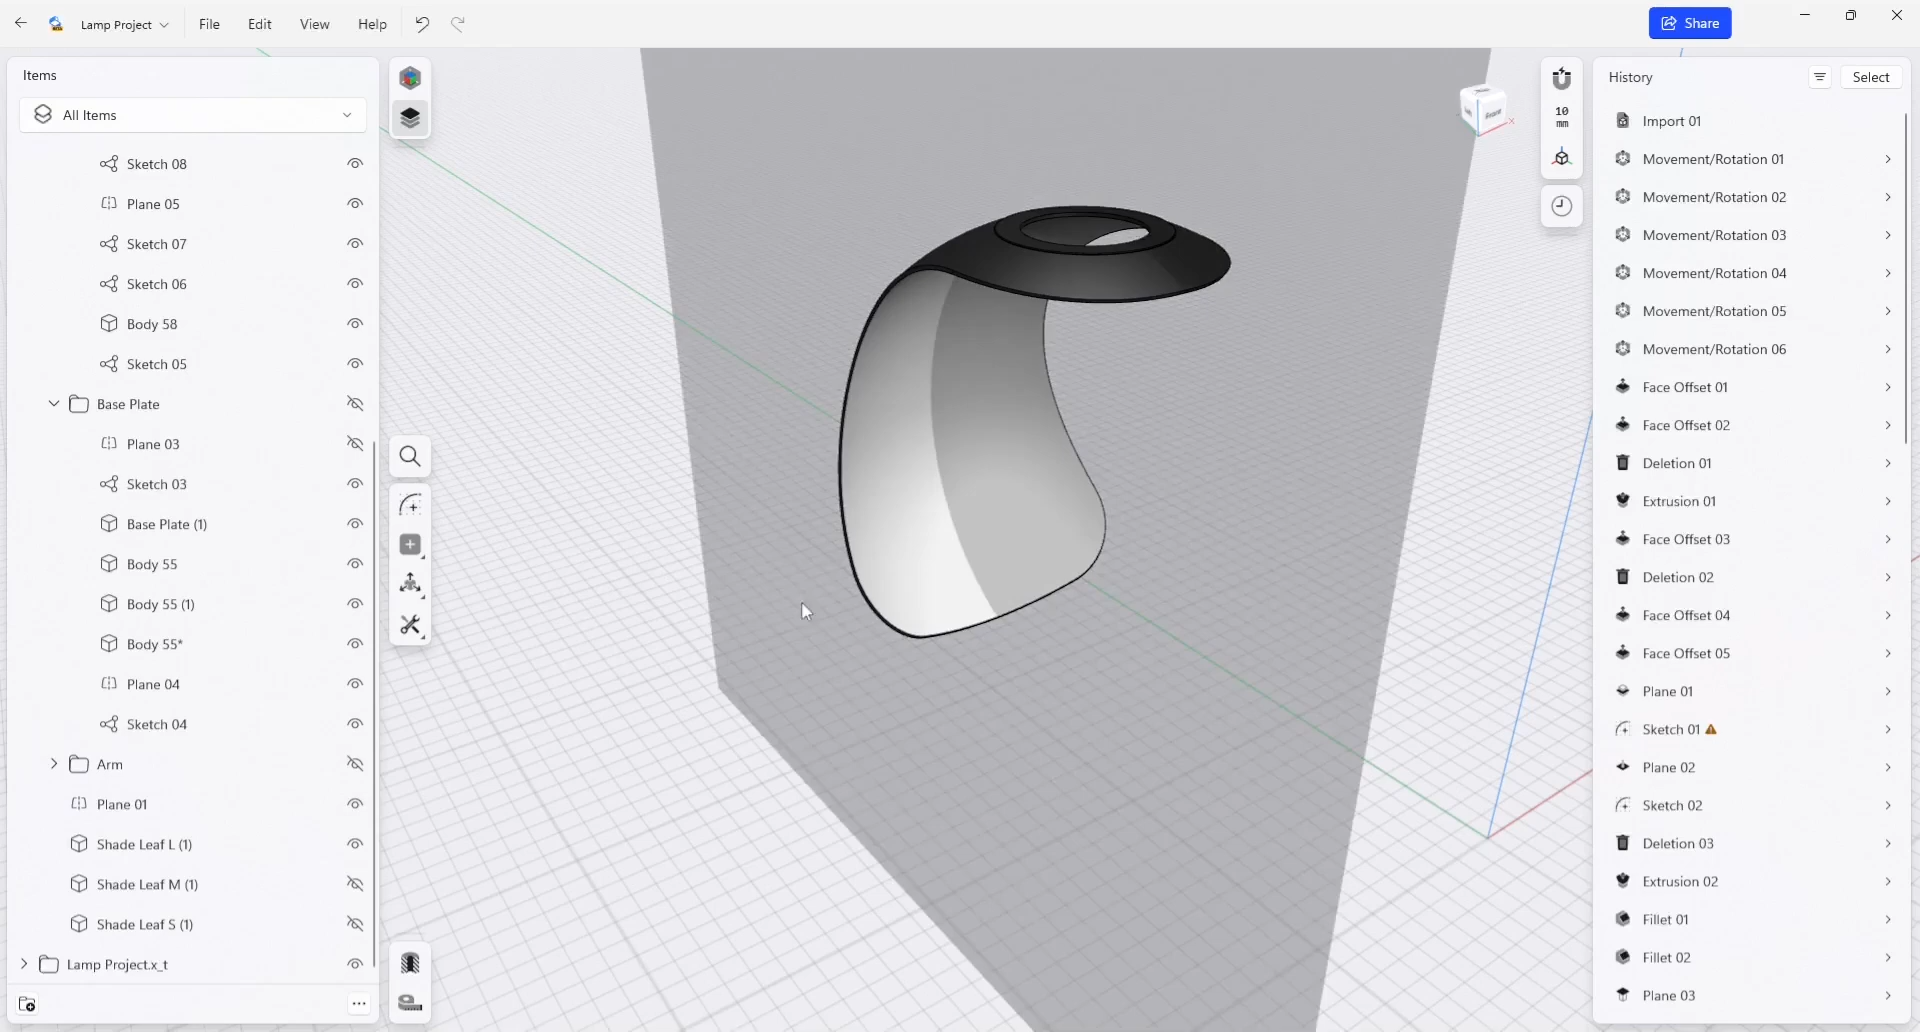 Lamp Project
File
Edit
View
Help
Share
Items
All Items
Sketch 08
Plane 05
Sketch 07
Sketch 06
Body 58
Sketch 05
Base Plate
Plane 03
Sketch 03
Base Plate (1)
Body 55
Body 55 (1)
Body 55*
Plane 04
Sketch 04
Arm
Plane 01
Shade Leaf L (1)
Shade Leaf M (1)
Shade Leaf S (1)
Lamp Project.x_t
Front
X
10
mm
History
Select
Import 01
Movement/Rotation 01
Movement/Rotation 02
Movement/Rotation 03
Movement/Rotation 04
Movement/Rotation 05
Movement/Rotation 06
Face Offset 01
Face Offset 02
Deletion 01
Extrusion 01
Face Offset 03
Deletion 02
Face Offset 04
Face Offset 05
Plane 01
Sketch 01
Plane 02
Sketch 02
Deletion 03
Extrusion 02
Fillet 01
Fillet 02
Plane 03